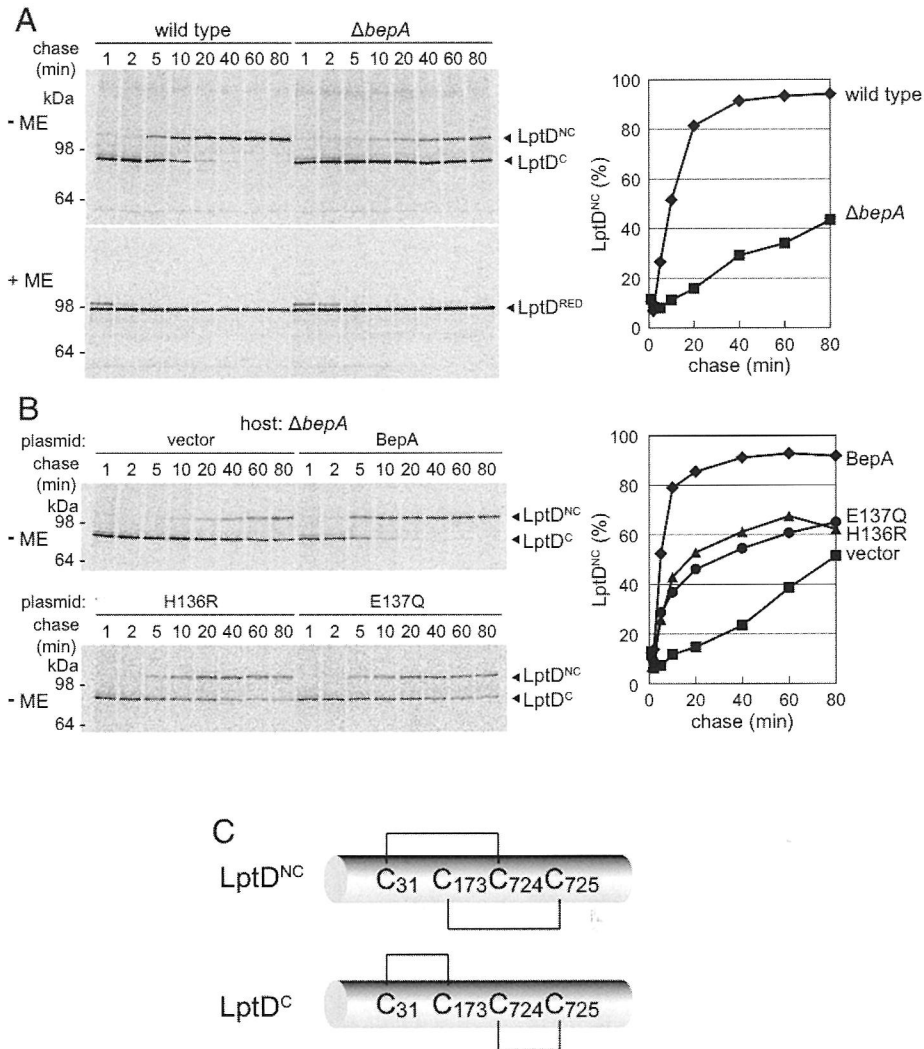 A
wild type ΔbepA
chase (min) 1 2 5 10 20 40 60 80 1 2 5 10 20 40 60 80
kDa
- ME
98 -
64 -
LptD^NC
LptD^C
+ ME
98 -
64 -
LptD^RED
LptD^NC (%)
100
80
60
40
20
0
0 20 40 60 80
chase (min)
wild type
ΔbepA
B
host: ΔbepA
plasmid: vector BepA
chase (min) 1 2 5 10 20 40 60 80 1 2 5 10 20 40 60 80
kDa
98 -
- ME
64 -
LptD^NC
LptD^C
plasmid: H136R E137Q
chase (min) 1 2 5 10 20 40 60 80 1 2 5 10 20 40 60 80
kDa
98 -
- ME
64 -
LptD^NC
LptD^C
LptD^NC (%)
100
80
60
40
20
0
0 20 40 60 80
chase (min)
BepA
E137Q
H136R
vector
C
LptD^NC C31 C173 C724 C725
LptD^C C31 C173 C724 C725